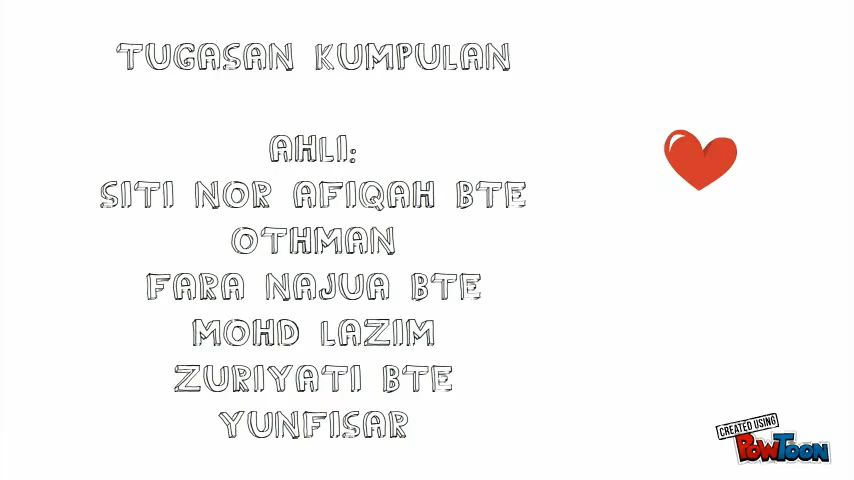 TUGASAN KUMPULAN
AHLI:
SITI NOR AFIQAH BTE
OTHMAN
FARA NAJUA BTE
MOHD LAZIM
ZURIYATI BTE
YUNFISAR
CREATED USING
POWTOON